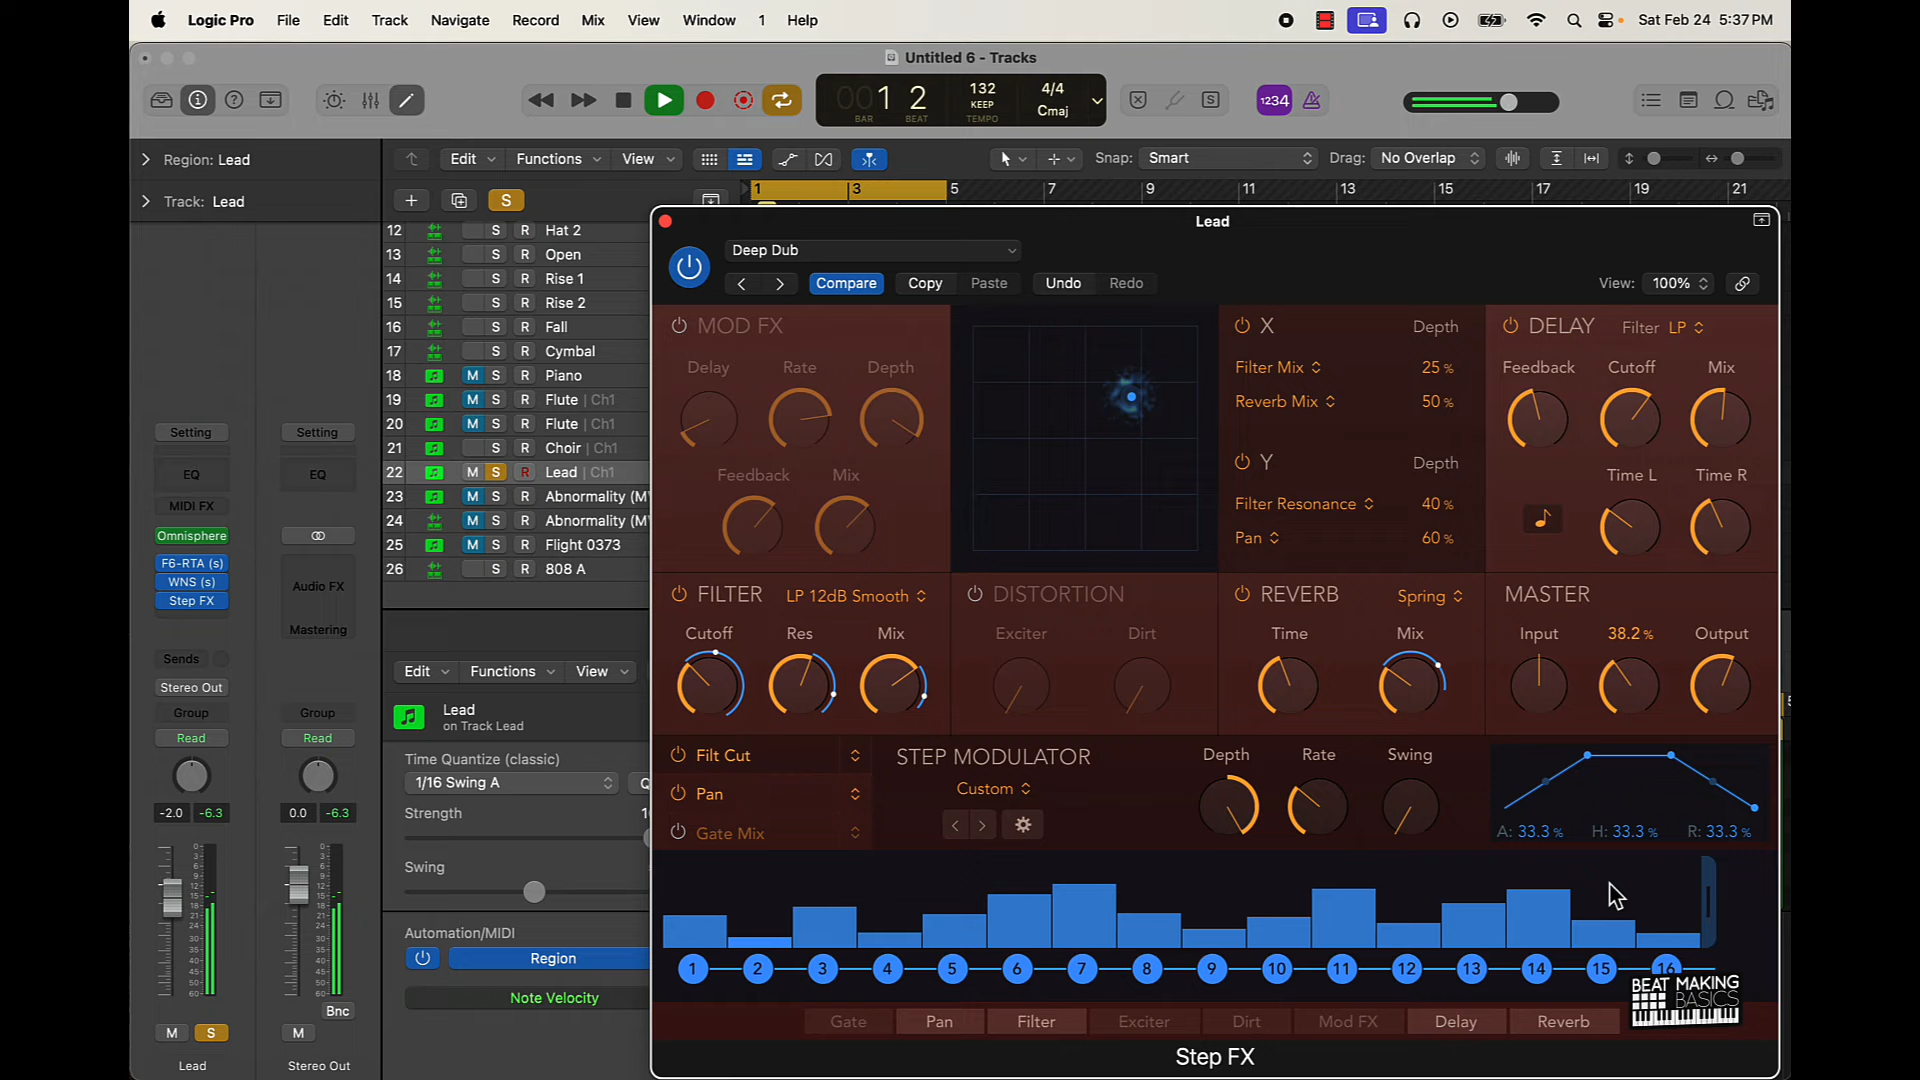 Logic Pro File Edit Track Navigate Record Mix View Window 1 Help Sat Feb 24 5:37 PM
Untitled 6 - Tracks
001 2 132 KEEP 4/4 Cmaj
BAR BEAT TEMPO
1234
Region: Lead
Edit Functions View Snap: Smart Drag: No Overlap
Track: Lead
S
1 3 5 7 9 11 13 15 17 19 21
12 S R Hat 2
13 S R Open
14 S R Rise 1
15 S R Rise 2
16 S R Fall
17 S R Cymbal
18 M S R Piano
19 M S R Flute | Ch1
20 M S R Flute | Ch1
21 S R Choir | Ch1
22 M S R Lead | Ch1
23 M S R Abnormality (M
24 M S R Abnormality (M
25 M S R Flight 0373
26 S R 808 A
Setting Setting
EQ EQ
MIDI FX
Omnisphere
F6-RTA (s)
WNS (s)
Step FX
Audio FX
Mastering
Sends
Stereo Out
Group Group
Read Read
-2.0 -6.3 0.0 -6.3
Bnc
M S M
Lead Stereo Out
Edit Functions View
Lead
on Track Lead
Time Quantize (classic)
1/16 Swing A
Strength
Swing
Automation/MIDI
Region
Note Velocity
Lead
Deep Dub
Compare Copy Paste Undo Redo View: 100%
MOD FX
Delay Rate Depth
Feedback Mix
X Depth
Filter Mix 25 %
Reverb Mix 50 %
Y Depth
Filter Resonance 40 %
Pan 60 %
DELAY Filter LP
Feedback Cutoff Mix
Time L Time R
FILTER LP 12dB Smooth
Cutoff Res Mix
DISTORTION
Exciter Dirt
REVERB Spring
Time Mix
MASTER
Input 38.2 % Output
Filt Cut
Pan
Gate Mix
STEP MODULATOR
Custom
Depth Rate Swing
A: 33.3 % H: 33.3 % R: 33.3 %
1 2 3 4 5 6 7 8 9 10 11 12 13 14 15 16
BEAT MAKING
BASICS
Gate Pan Filter Exciter Dirt Mod FX Delay Reverb
Step FX